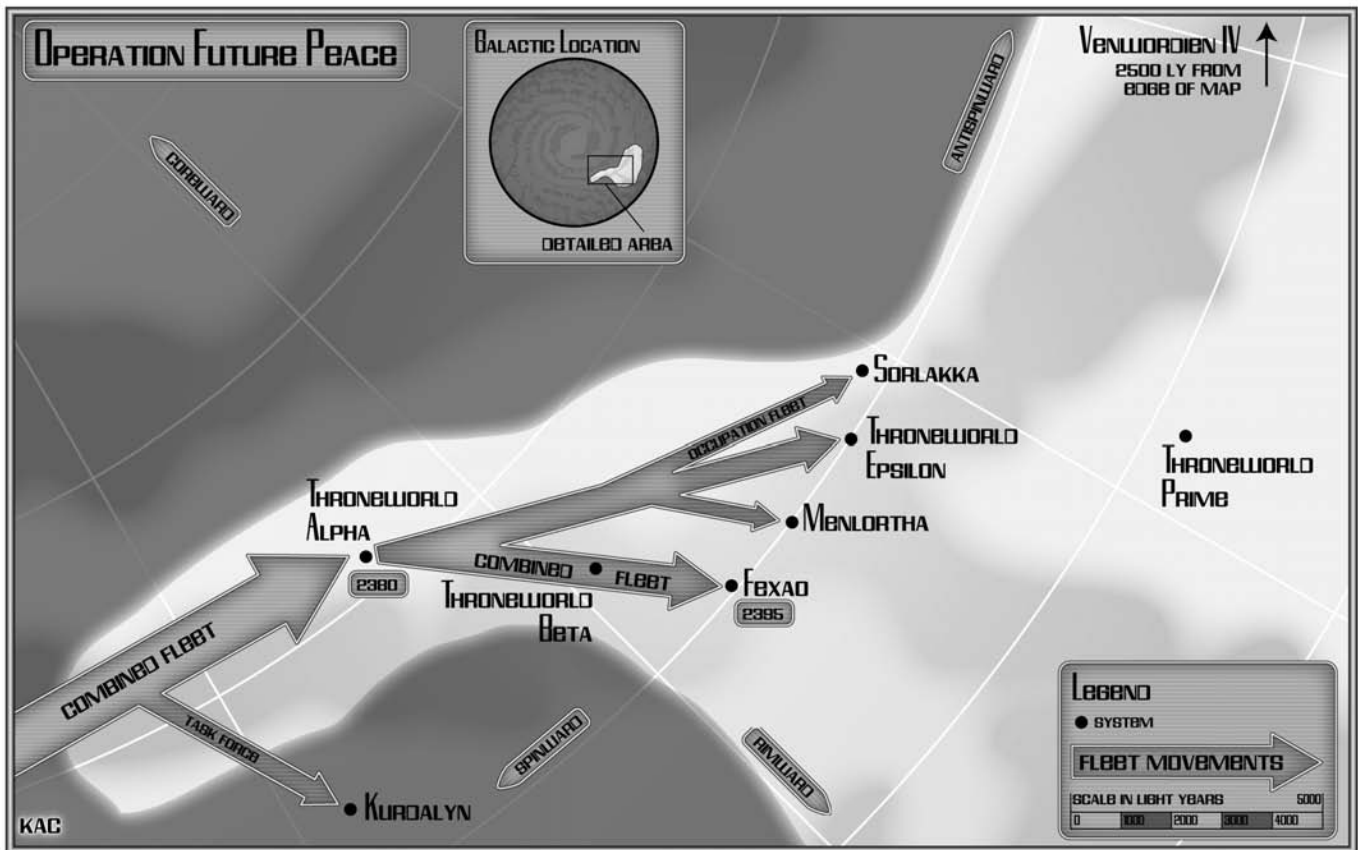 OPERATION FUTURE PEACE
GALACTIC LOCATION
DETAILED AREA
VENWORDIEN IV
2500 LY FROM
EDGE OF MAP
COREWARD
ANTISPINWARD
SORLAKKA
OCCUPATION FLEET
THRONEWORLD
EPSILON
THRONEWORLD
PRIME
THRONEWORLD
ALPHA
2380
MENLORTHA
COMBINED FLEET
FEXAO
2395
THRONEWORLD
BETA
COMBINED FLEET
TASK FORCE
KURDALYN
SPINWARD
RIMWARD
LEGEND
SYSTEM
FLEET MOVEMENTS
SCALE IN LIGHT YEARS 5000
0 1000 2000 3000 4000
KAC